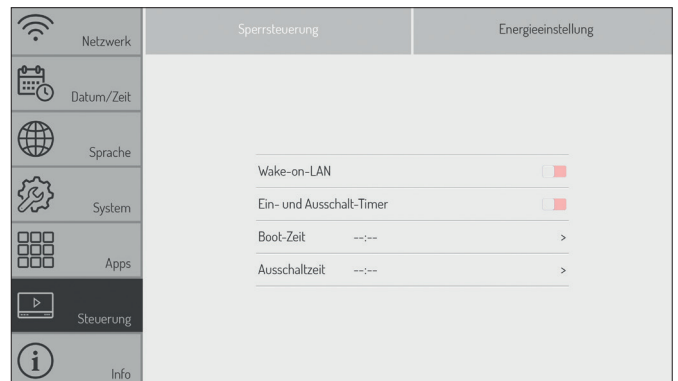 Netzwerk
Datum/Zeit
Sprache
System
Apps
Steuerung
Info
Sperrsteuerung
Energieeinstellung
Wake-on-LAN
Ein- und Ausschalt-Timer
Boot-Zeit --:-- >
Ausschaltzeit --:-- >